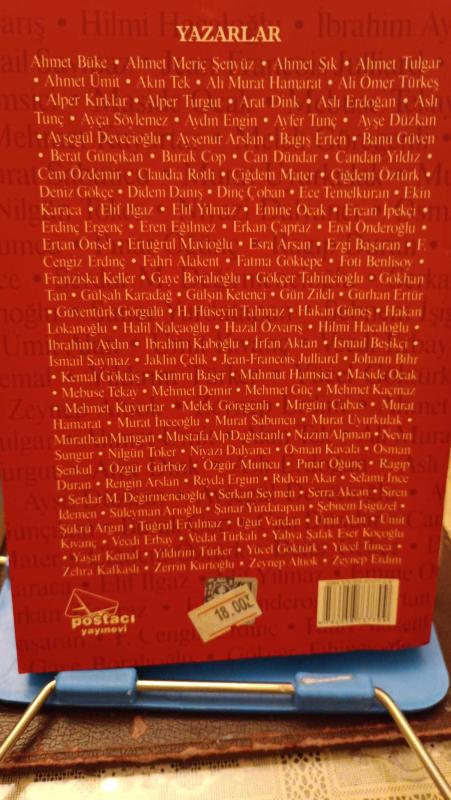 YAZARLAR
Ahmet Büke • Ahmet Meriç Şenyüz • Ahmet Şık • Ahmet Tulgar
• Ahmet Ümit • Akın Tek • Ali Murat Hamarat • Ali Ömer Türkeş
• Alper Kırklar • Alper Turgut • Arat Dink • Aslı Erdoğan • Aslı
Tunç • Ayça Söylemez • Aydın Engin • Ayfer Tunç • Ayşe Düzkan
• Ayşegül Devecioğlu • Ayşenur Arslan • Bağış Erten • Banu Güven
• Berat Günçıkan • Burak Cop • Can Dündar • Candan Yıldız •
Cem Özdemir • Claudia Roth • Çiğdem Mater • Çiğdem Öztürk •
Deniz Gökçe • Didem Danış • Dinç Çoban • Ece Temelkuran • Ekin
Karaca • Elif Ilgaz • Elif Yılmaz • Emine Ocak • Ercan İpekçi •
Erdinç Ergenç • Eren Eğilmez • Erkan Çapraz • Erol Önderoğlu •
Ertan Önsel • Ertuğrul Mavioğlu • Esra Arsan • Ezgi Başaran • F.
Cengiz Erdinç • Fahri Alakent • Fatma Göktepe • Foti Benlisoy •
Franziska Keller • Gaye Boralıoğlu • Gökçer Tahincioğlu • Gökhan
Tan • Gülşah Karadağ • Gülşin Ketenci • Gün Zileli • Gürhan Ertür
• Güventürk Görgülü • H. Hüseyin Tahmaz • Hakan Güneş • Hakan
Lokanoğlu • Halil Nalçaoğlu • Hazal Özvarış • Hilmi Hacaloğlu •
İbrahim Aydın • İbrahim Kaboğlu • İrfan Aktan • İsmail Beşikçi •
İsmail Saymaz • Jaklin Çelik • Jean-Francois Julliard • Johann Bihr
• Kemal Göktaş • Kumru Başer • Mahmut Hamsici • Maside Ocak
• Mebuse Tekay • Mehmet Demir • Mehmet Güç • Mehmet Kaçmaz
• Mehmet Kuyurtar • Melek Göregenli • Mirgün Cabas • Murat
Hamarat • Murat İnceoğlu • Murat Sabuncu • Murat Uyurkulak •
Murathan Mungan • Mustafa Alp Dağıstanlı • Nazım Alpman • Nevin
Sungur • Nilgün Toker • Niyazi Dalyancı • Osman Kavala • Osman
Şenkul • Özgür Gürbüz • Özgür Mumcu • Pınar Öğünç • Ragıp
Duran • Rengin Arslan • Reyda Ergün • Rıdvan Akar • Selami İnce
• Serdar M. Değirmencioğlu • Serkan Seymen • Serra Akcan • Şiren
İdemen • Süleyman Arıoğlu • Şanar Yurdatapan • Şebnem İşigüzel •
Şükrü Argın • Tuğrul Eryılmaz • Uğur Vardan • Ümit Alan • Ümit
Kıvanç • Vecdi Erbay • Vedat Türkali • Yahya Şafak Eser Koçoğlu
• Yaşar Kemal • Yıldırım Türker • Yücel Göktürk • Yücel Tunca •
Zehra Kafkaslı • Zerrin Kurtoğlu • Zeynep Altıok • Zeynep Erdim
18.00
postacı
yayınevi